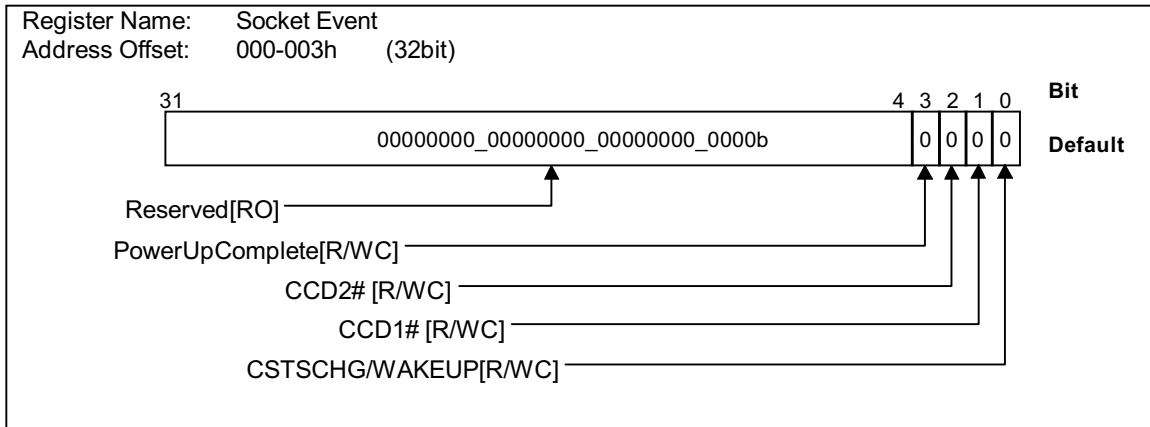 Register Name: Socket Event
Address Offset: 000-003h (32bit)
31 4 3 2 1 0 Bit
00000000_00000000_00000000_0000b 0 0 0 0 Default
Reserved[RO]
PowerUpComplete[R/WC]
CCD2# [R/WC]
CCD1# [R/WC]
CSTSCHG/WAKEUP[R/WC]